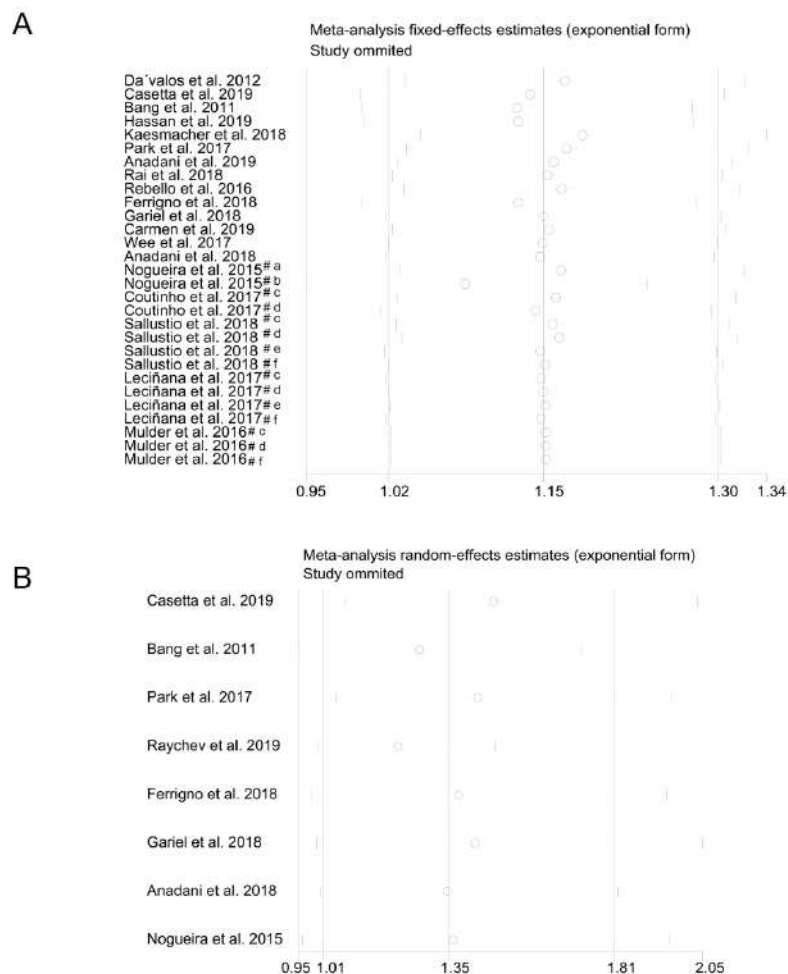 A
Meta-analysis fixed-effects estimates (exponential form)
Study ommited
Da´valos et al. 2012
Casetta et al. 2019
Bang et al. 2011
Hassan et al. 2019
Kaesmacher et al. 2018
Park et al. 2017
Anadani et al. 2019
Rai et al. 2018
Rebello et al. 2016
Ferrigno et al. 2018
Gariel et al. 2018
Carmen et al. 2019
Wee et al. 2017
Anadani et al. 2018
Nogueira et al. 2015# a
Nogueira et al. 2015# b
Coutinho et al. 2017# c
Coutinho et al. 2017# d
Sallustio et al. 2018 # c
Sallustio et al. 2018 # d
Sallustio et al. 2018 # e
Sallustio et al. 2018 # f
Leciñana et al. 2017# c
Leciñana et al. 2017# d
Leciñana et al. 2017# e
Leciñana et al. 2017# f
Mulder et al. 2016# c
Mulder et al. 2016# d
Mulder et al. 2016# f
0.95 1.02 1.15 1.30 1.34
B
Meta-analysis random-effects estimates (exponential form)
Study ommited
Casetta et al. 2019
Bang et al. 2011
Park et al. 2017
Raychev et al. 2019
Ferrigno et al. 2018
Gariel et al. 2018
Anadani et al. 2018
Nogueira et al. 2015
0.95 1.01 1.35 1.81 2.05